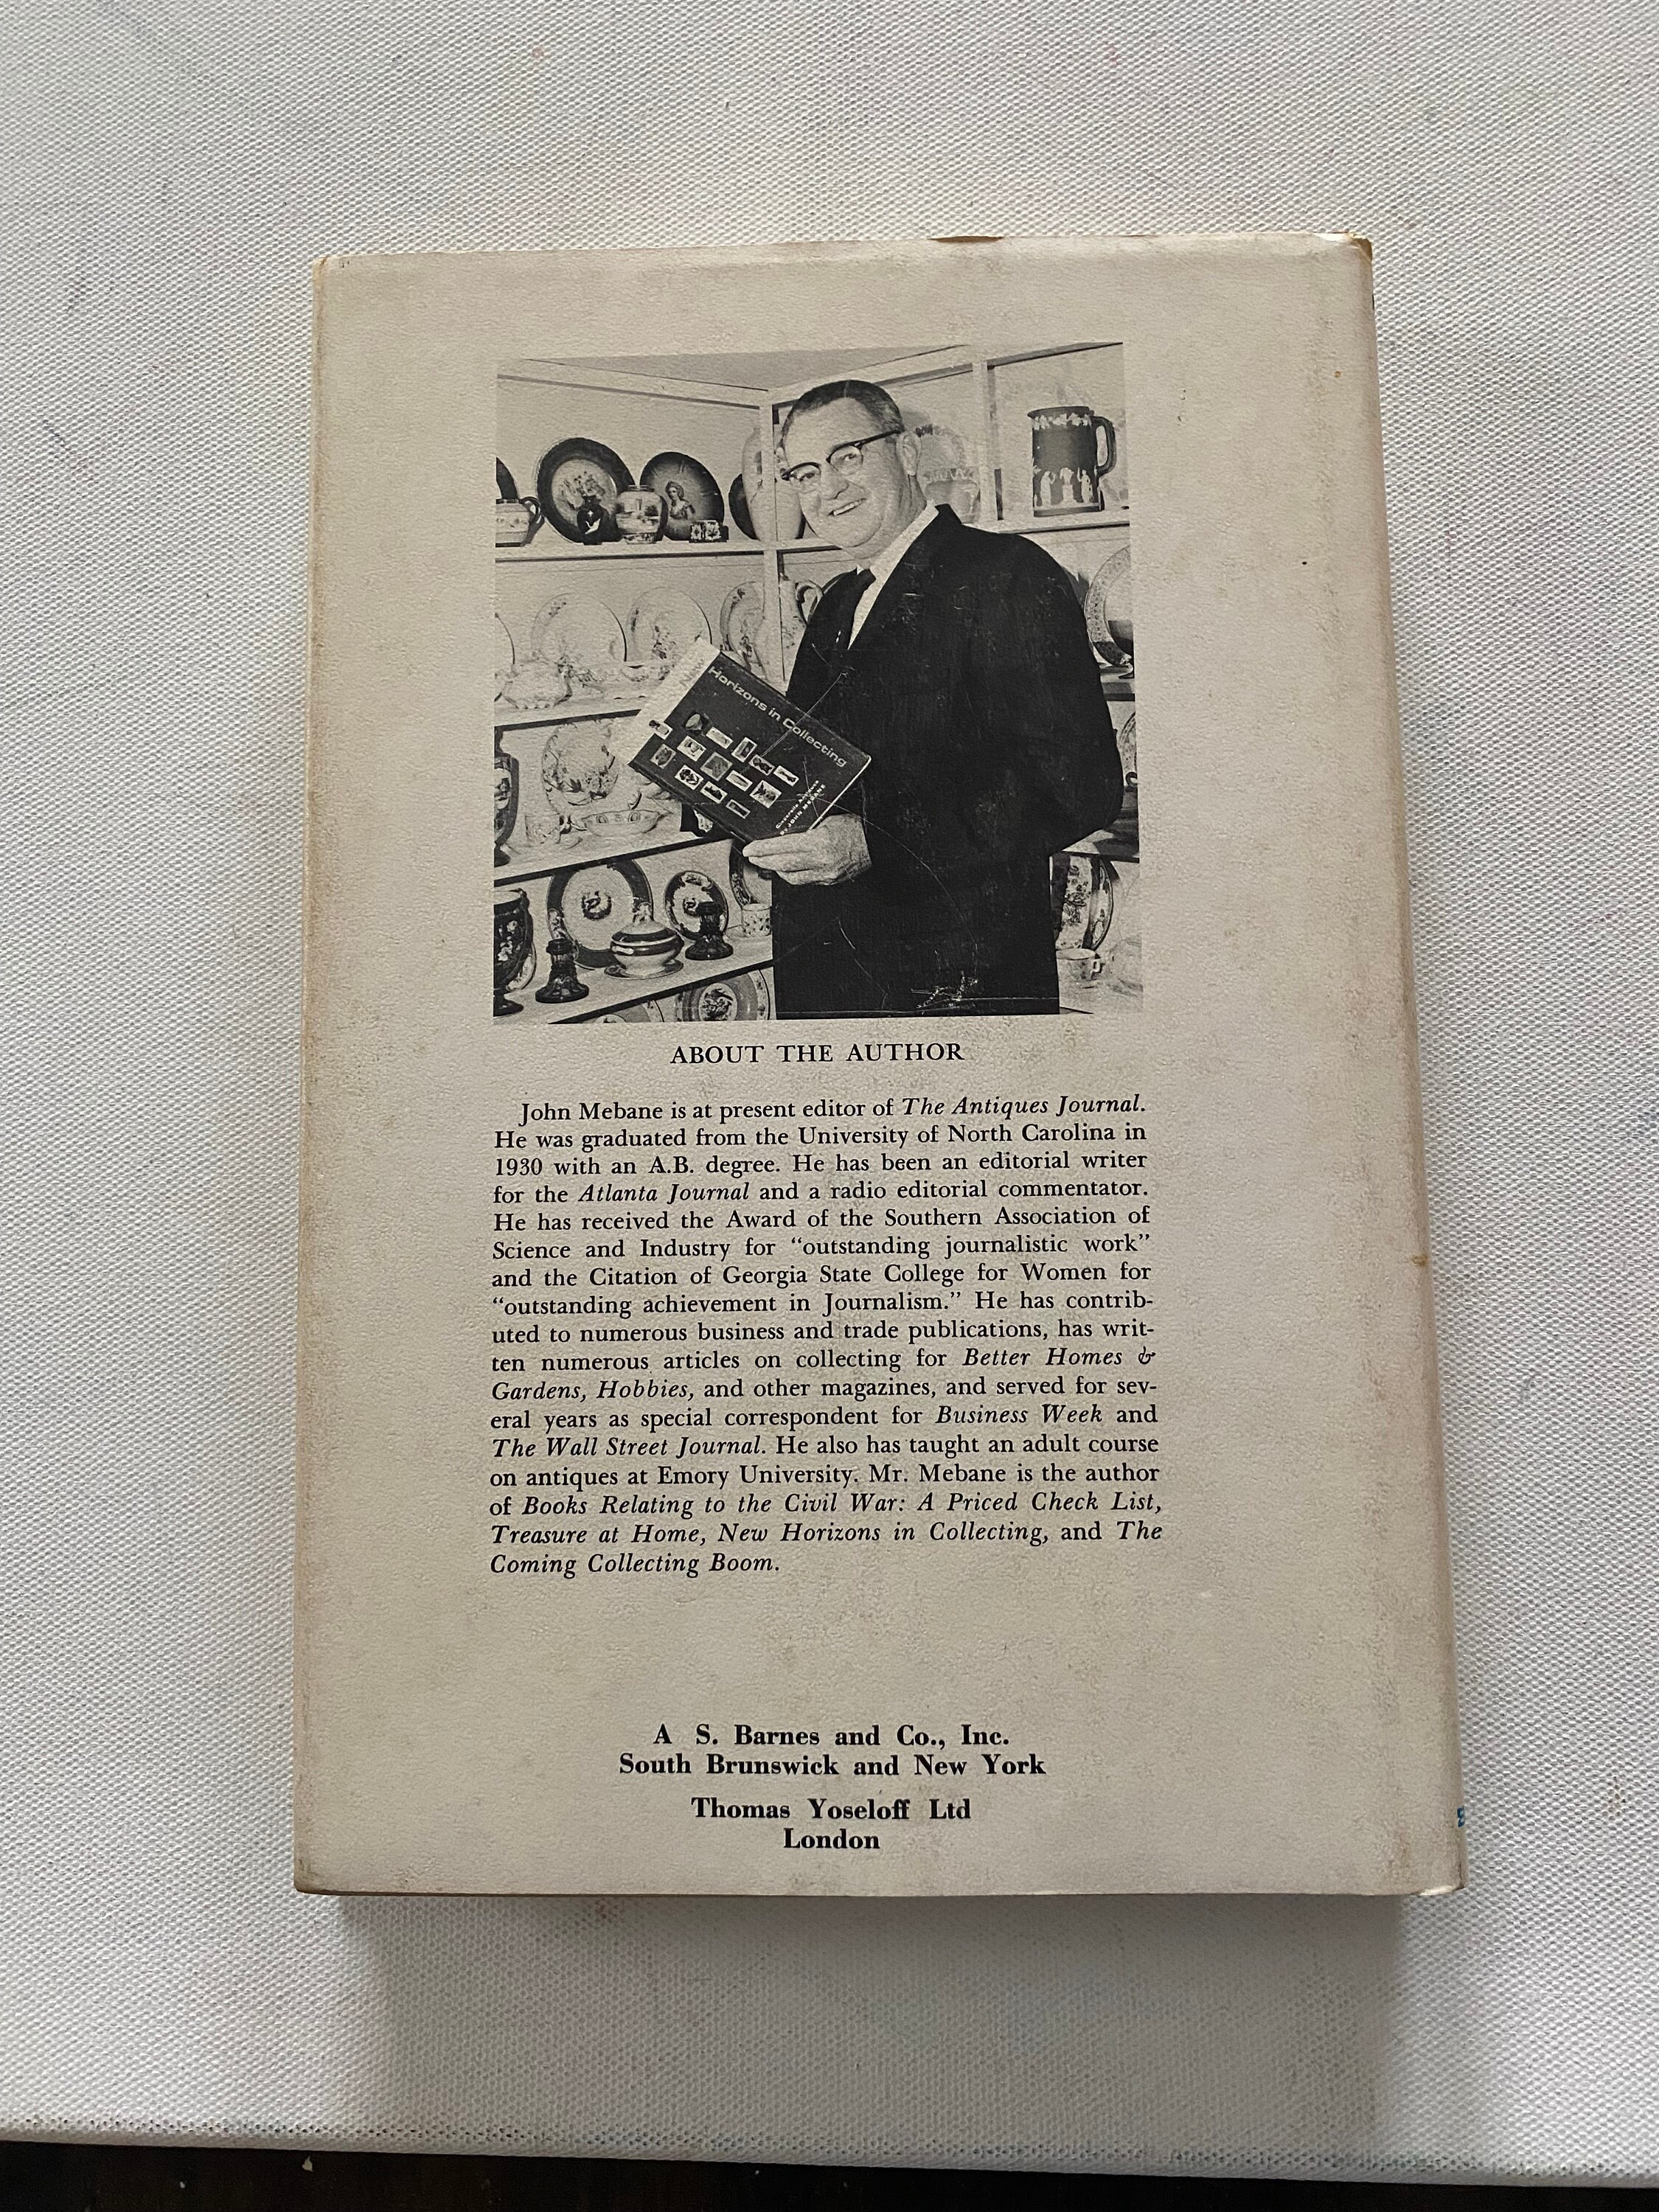 Horizons in Collecting
BY JOHN MEBANE
ABOUT THE AUTHOR
John Mebane is at present editor of The Antiques Journal.
He was graduated from the University of North Carolina in
1930 with an A.B. degree. He has been an editorial writer
for the Atlanta Journal and a radio editorial commentator.
He has received the Award of the Southern Association of
Science and Industry for “outstanding journalistic work”
and the Citation of Georgia State College for Women for
“outstanding achievement in Journalism.” He has contrib-
uted to numerous business and trade publications, has writ-
ten numerous articles on collecting for Better Homes &
Gardens, Hobbies, and other magazines, and served for sev-
eral years as special correspondent for Business Week and
The Wall Street Journal. He also has taught an adult course
on antiques at Emory University. Mr. Mebane is the author
of Books Relating to the Civil War: A Priced Check List,
Treasure at Home, New Horizons in Collecting, and The
Coming Collecting Boom.
A S. Barnes and Co., Inc.
South Brunswick and New York
Thomas Yoseloff Ltd
London